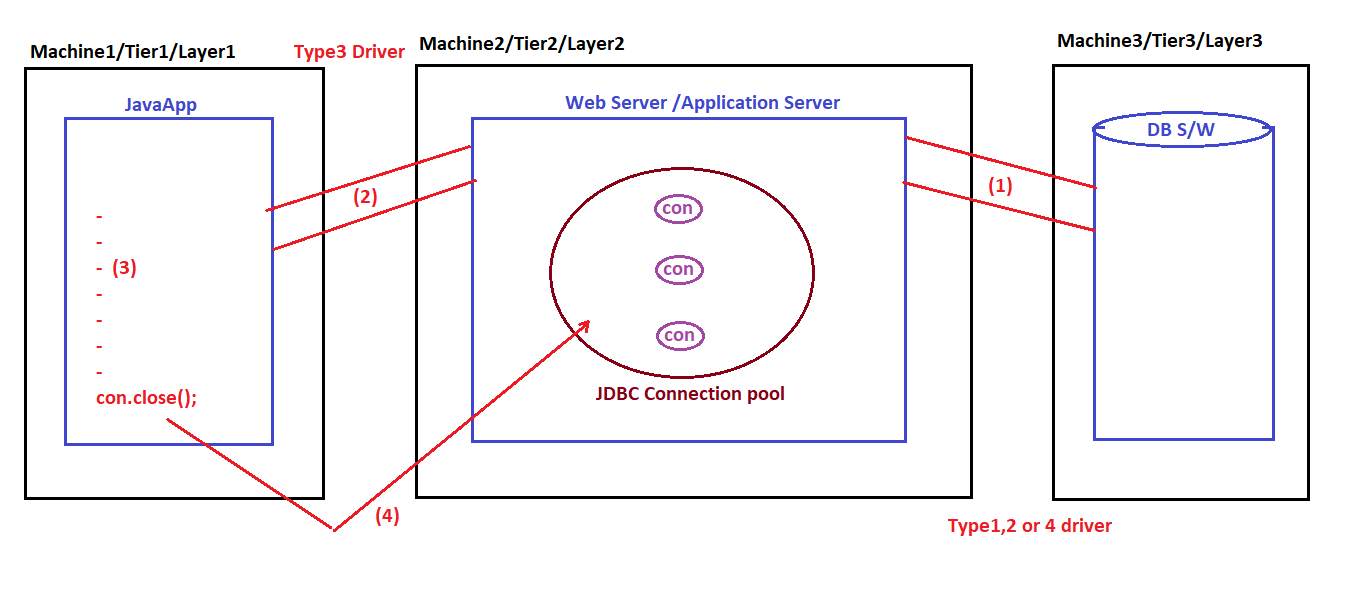 Machine1/Tier1/Layer1
Type3 Driver
Machine2/Tier2/Layer2
Machine3/Tier3/Layer3
JavaApp
Web Server /Application Server
DB S/W
(2)
(1)
-
-
- (3)
-
-
-
-
con.close();
con
con
con
JDBC Connection pool
(4)
Type1,2 or 4 driver